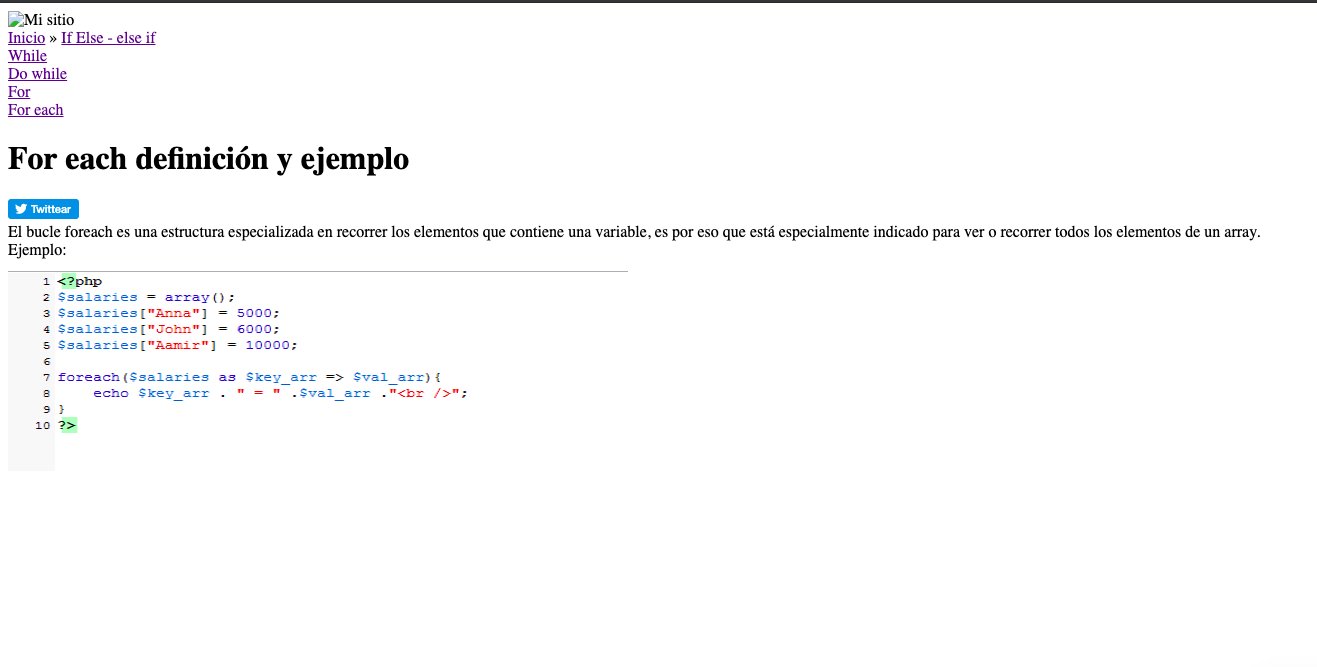 Mi sitio
Inicio » If Else - else if
While
Do while
For
For each
For each definición y ejemplo
Twittear
El bucle foreach es una estructura especializada en recorrer los elementos que contiene una variable, es por eso que está especialmente indicado para ver o recorrer todos los elementos de un array.
Ejemplo:
1 <?php
2 $salaries = array();
3 $salaries["Anna"] = 5000;
4 $salaries["John"] = 6000;
5 $salaries["Aamir"] = 10000;
6
7 foreach($salaries as $key_arr => $val_arr){
8     echo $key_arr . " = " .$val_arr ."<br />";
9 }
10 ?>